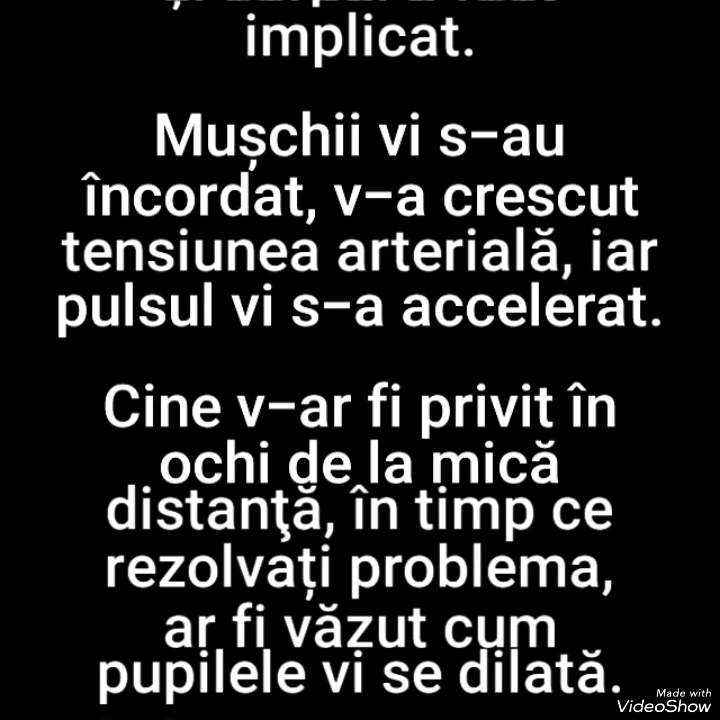 implicat.
Mușchii vi s-au
încordat, v-a crescut
tensiunea arterială, iar
pulsul vi s-a accelerat.
Cine v-ar fi privit în
ochi de la mică
distanţă, în timp ce
rezolvați problema,
ar fi văzut cum
pupilele vi se dilată.
Made with
VideoShow